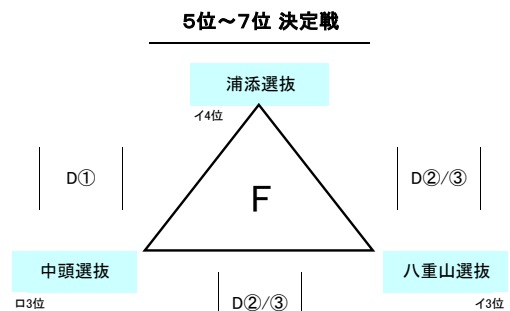 5位～7位 決定戦
浦添選抜
イ4位
D①
D②/③
F
中頭選抜
八重山選抜
ロ3位
D②/③
イ3位